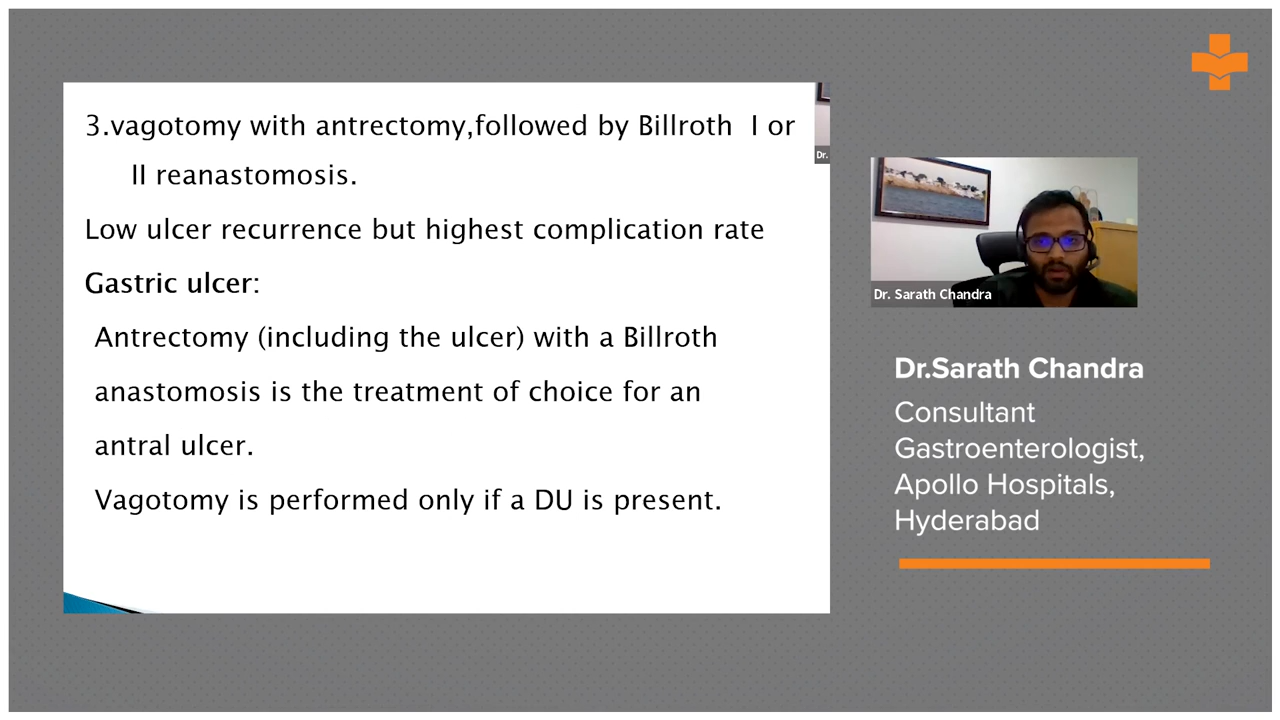 3.vagotomy with antrectomy,followed by Billroth I or
II reanastomosis.
Low ulcer recurrence but highest complication rate
Gastric ulcer:
Antrectomy (including the ulcer) with a Billroth
anastomosis is the treatment of choice for an
antral ulcer.
Vagotomy is performed only if a DU is present.
Dr.
Dr. Sarath Chandra
Dr.Sarath Chandra
Consultant
Gastroenterologist,
Apollo Hospitals,
Hyderabad